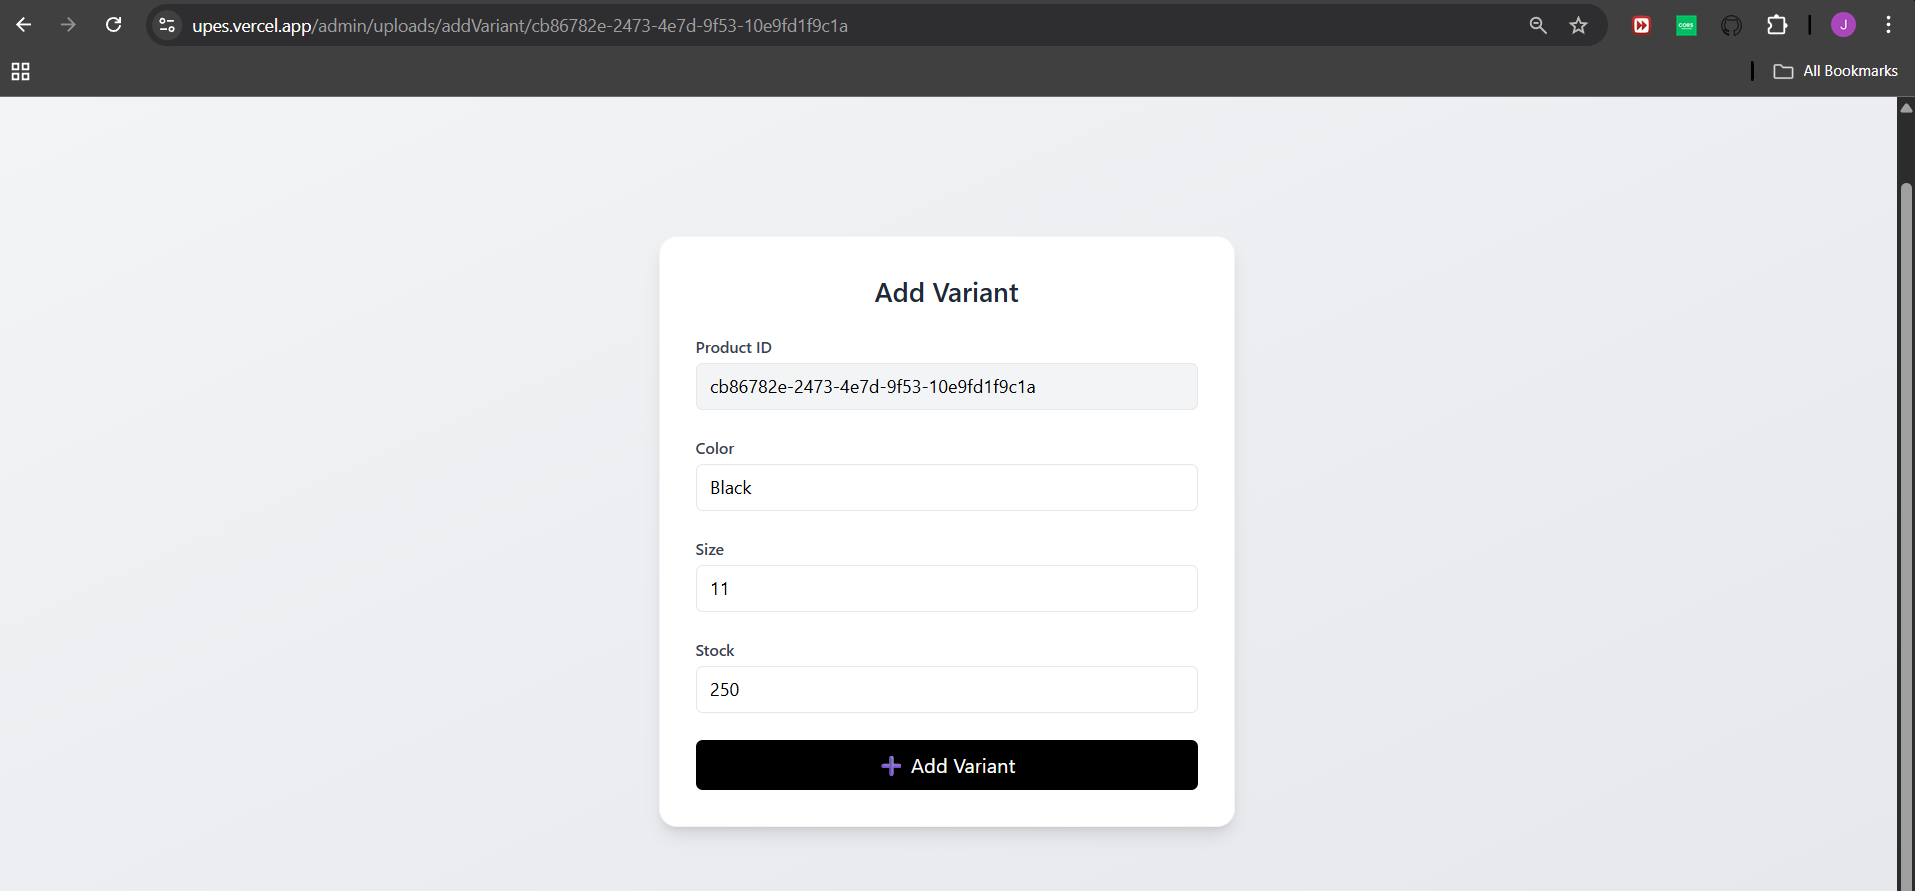 upes.vercel.app/admin/uploads/addVariant/cb86782e-2473-4e7d-9f53-10e9fd1f9c1a
CORS
J
All Bookmarks
Add Variant
Product ID
cb86782e-2473-4e7d-9f53-10e9fd1f9c1a
Color
Black
Size
11
Stock
250
Add Variant